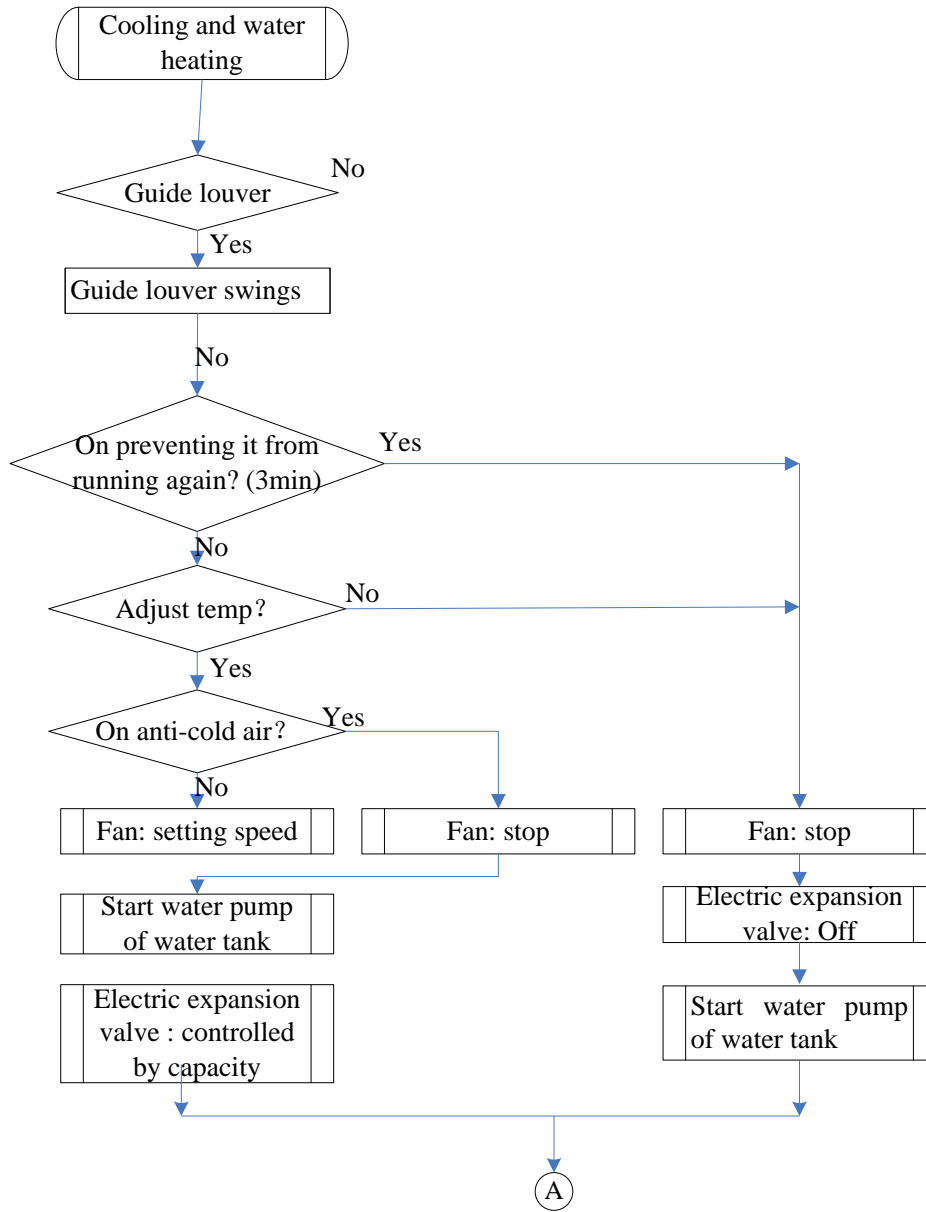 Cooling and water
heating
No
Guide louver
Yes
Guide louver swings
No
On preventing it from
running again? (3min)
Yes
No
Adjust temp？
No
Yes
On anti-cold air？
Yes
No
Fan: setting speed
Fan: stop
Fan: stop
Start water pump
of water tank
Electric expansion
valve: Off
Electric expansion
valve : controlled
by capacity
Start water pump
of water tank
A